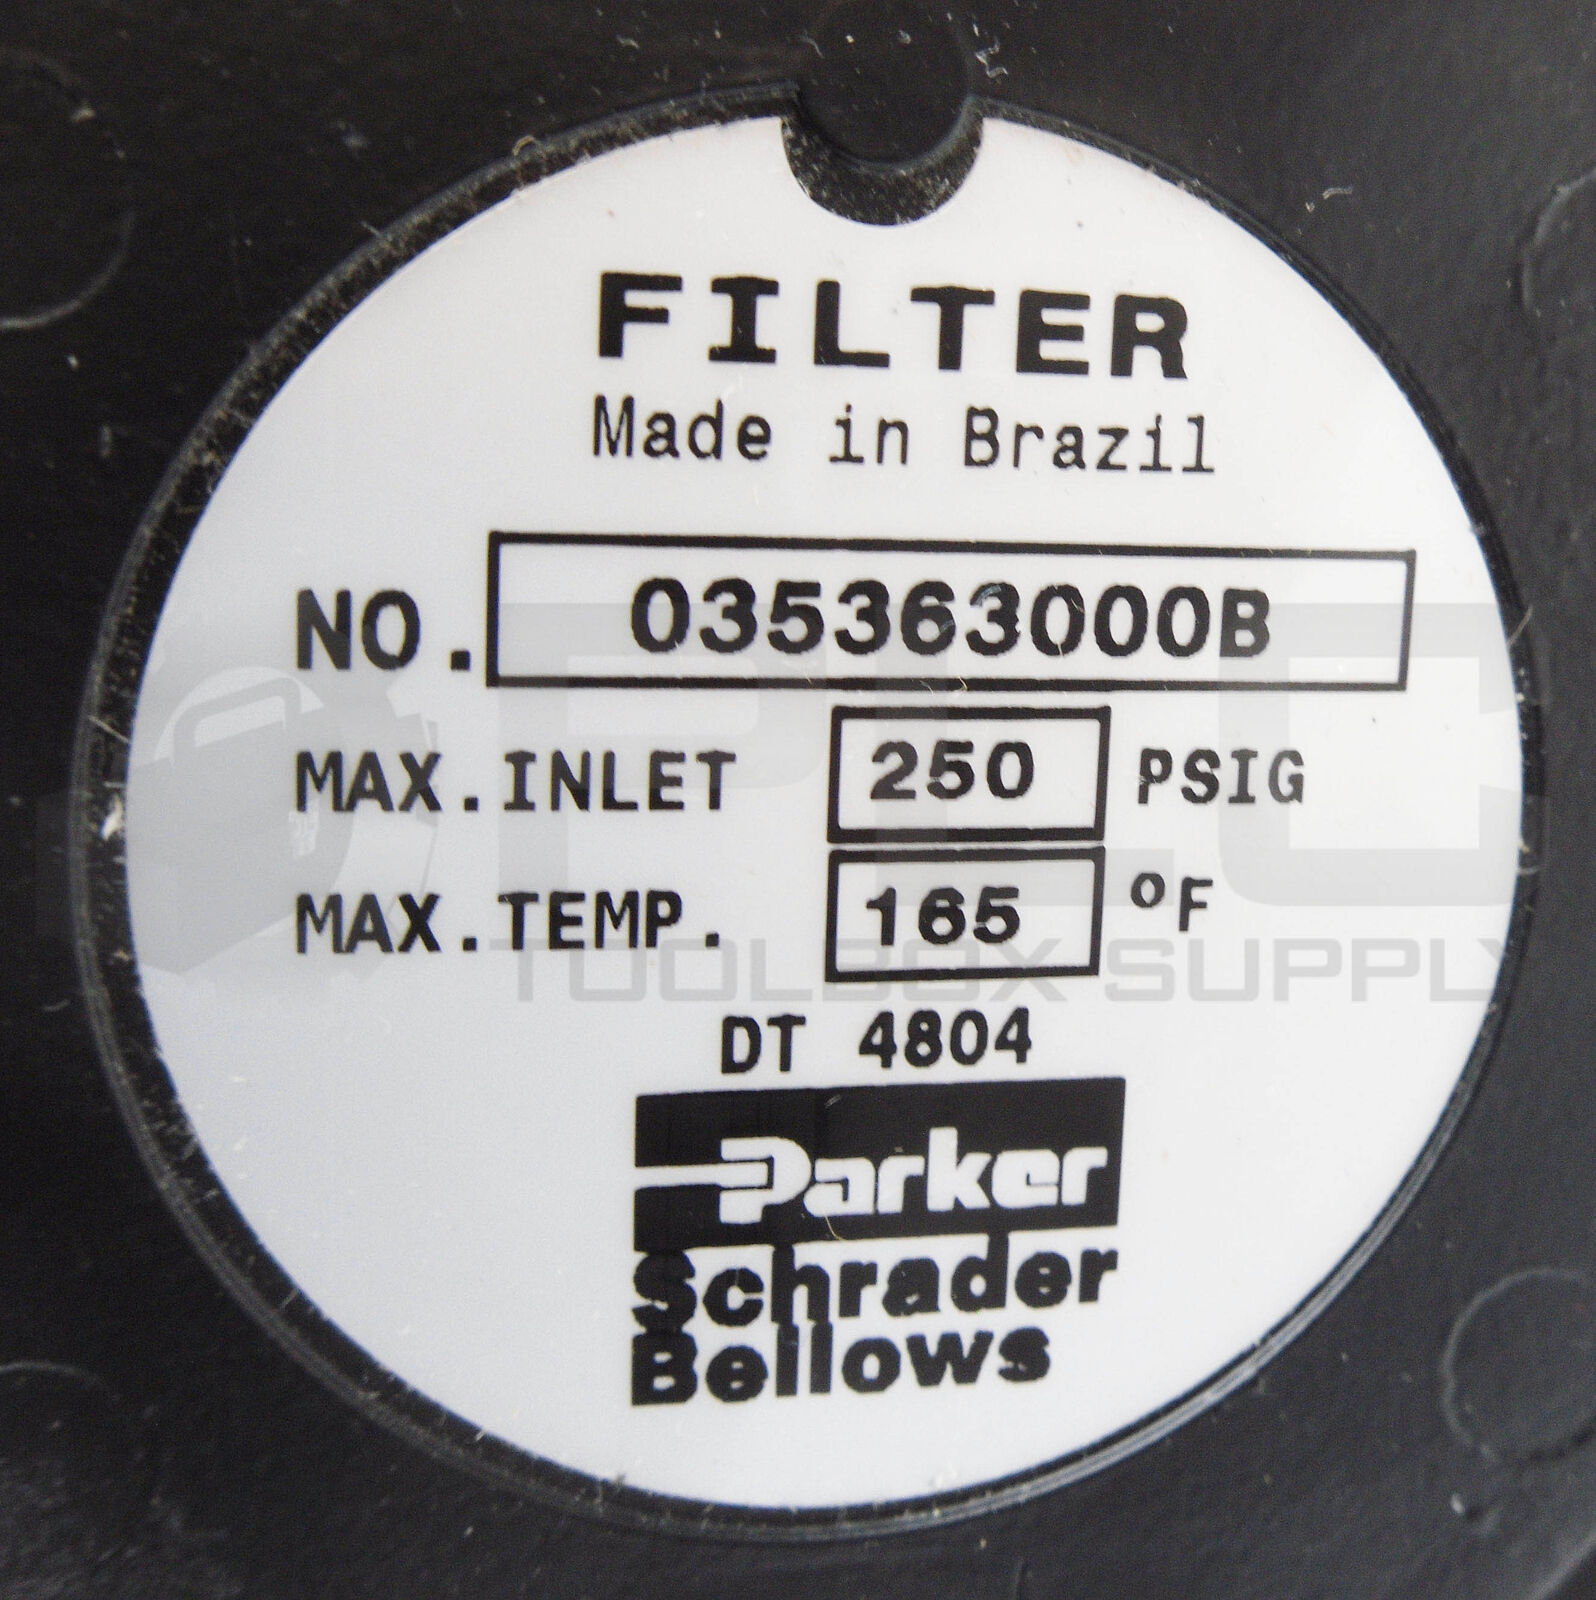 FILTER
Made in Brazil
NO. 035363000B
MAX. INLET 250 PSIG
MAX. TEMP. 165 °F
DT 4804
Parker
Schrader
Bellows
PLC
TOOLBOX SUPPLY